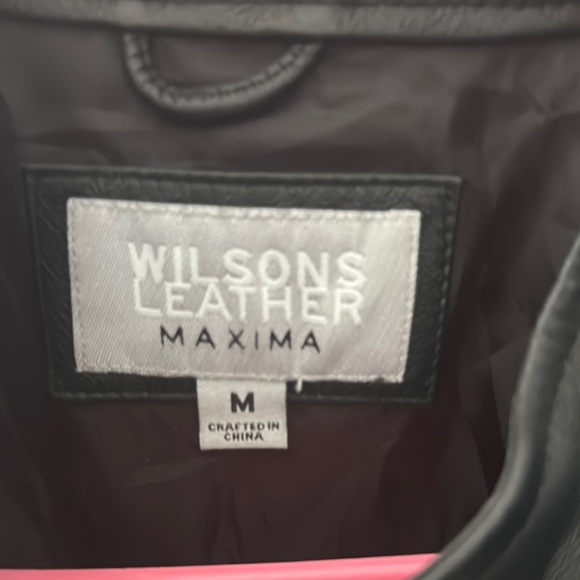 WILSONS
LEATHER
MAXIMA
M
CRAFTED IN
CHINA